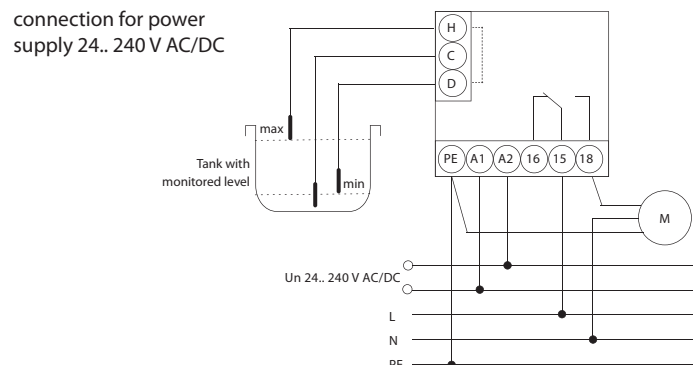 connection for power
supply 24.. 240 V AC/DC
H
C
D
max
Tank with
monitored level
min
PE A1 A2 16 15 18
M
Un 24.. 240 V AC/DC
L
N
PE